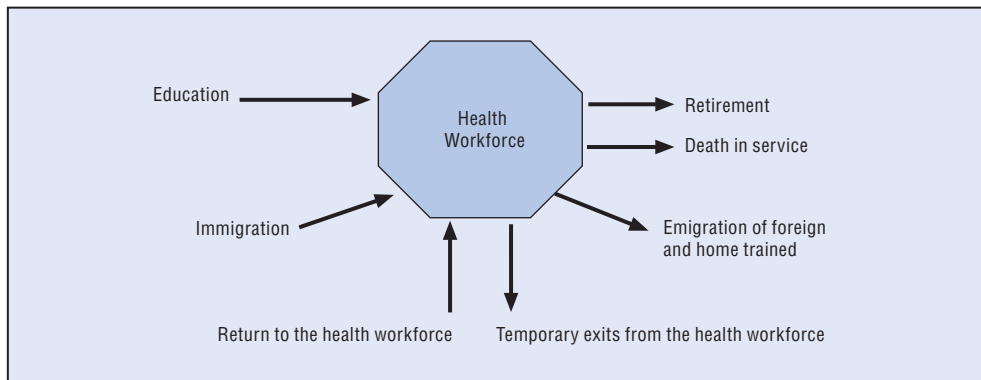 Education
Health
Workforce
Retirement
Death in service
Immigration
Emigration of foreign
and home trained
Return to the health workforce
Temporary exits from the health workforce